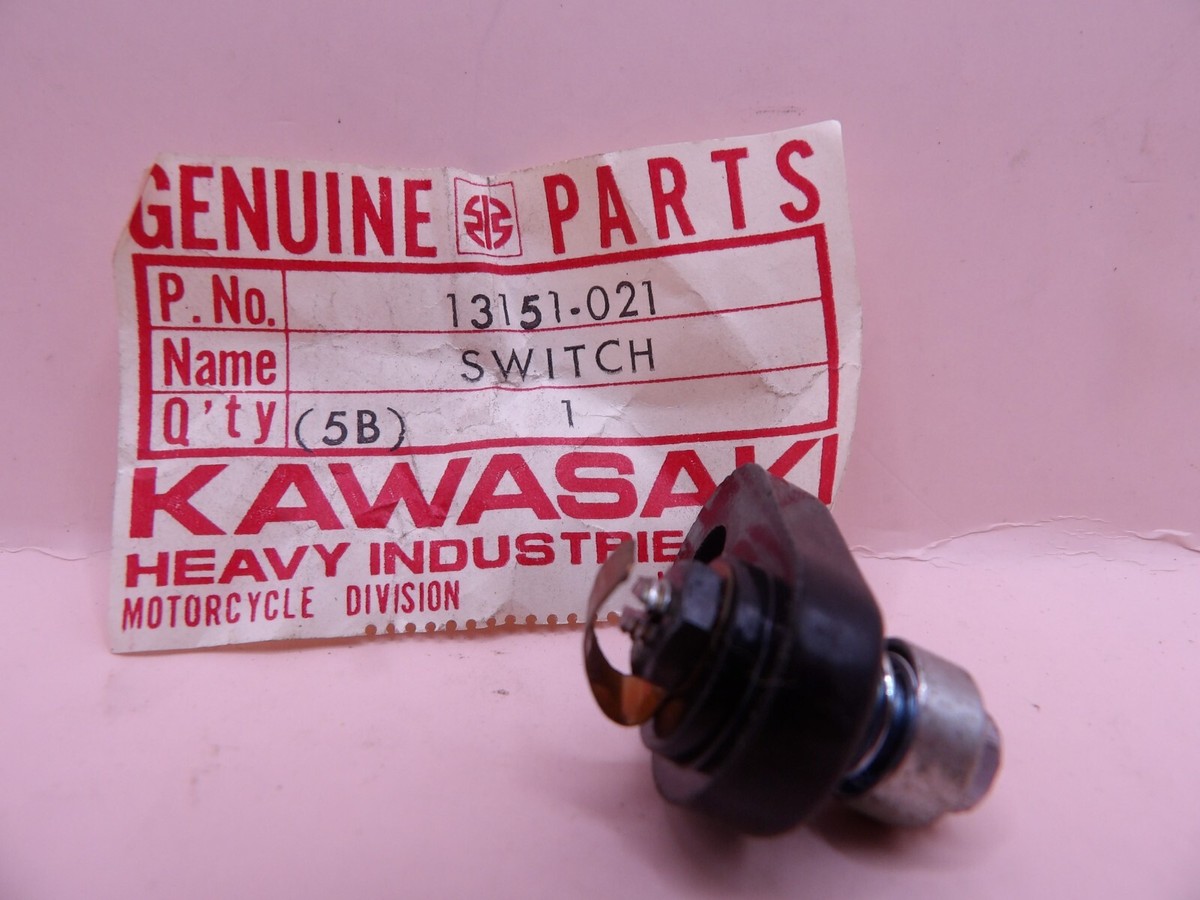 GENUINE PARTS
P. No. 13151-021
Name SWITCH
Q'ty (5B) 1
KAWASAKI
HEAVY INDUSTRIE
MOTORCYCLE DIVISION